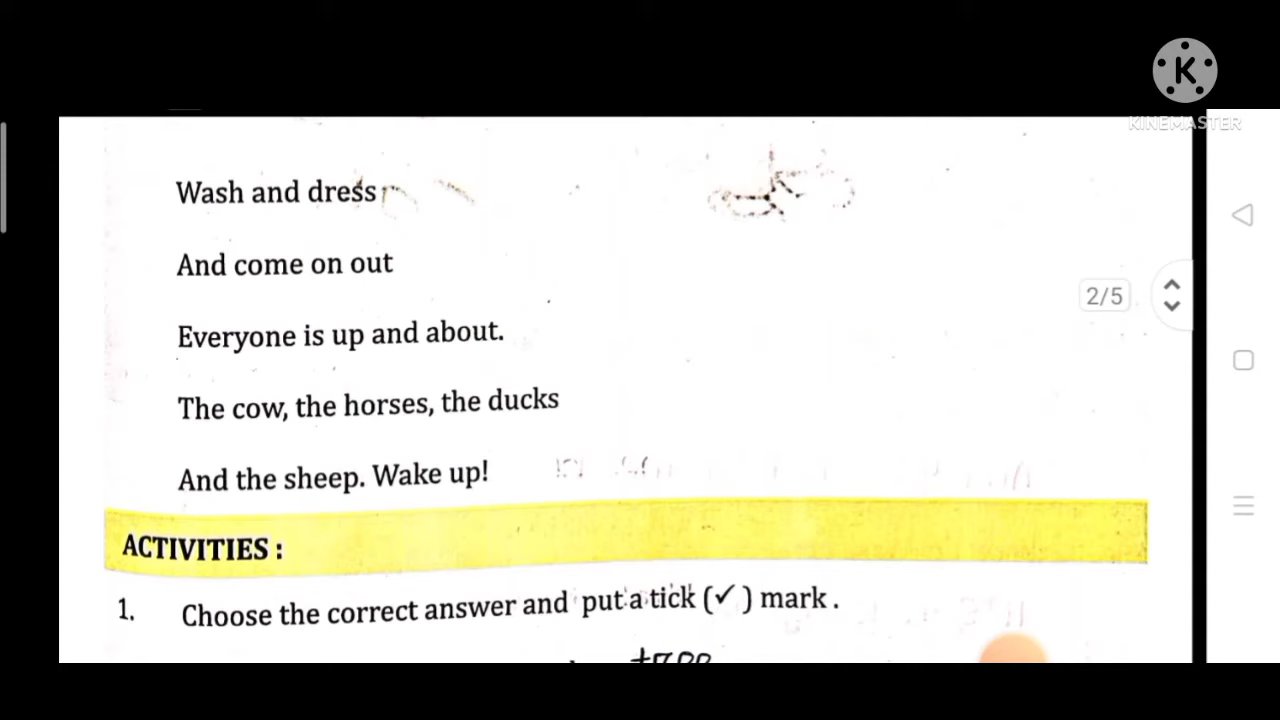 K
KINEMASTER
Wash and dress
And come on out
Everyone is up and about.
2/5
The cow, the horses, the ducks
And the sheep. Wake up!
ACTIVITIES :
1. Choose the correct answer and put a tick (✓) mark .